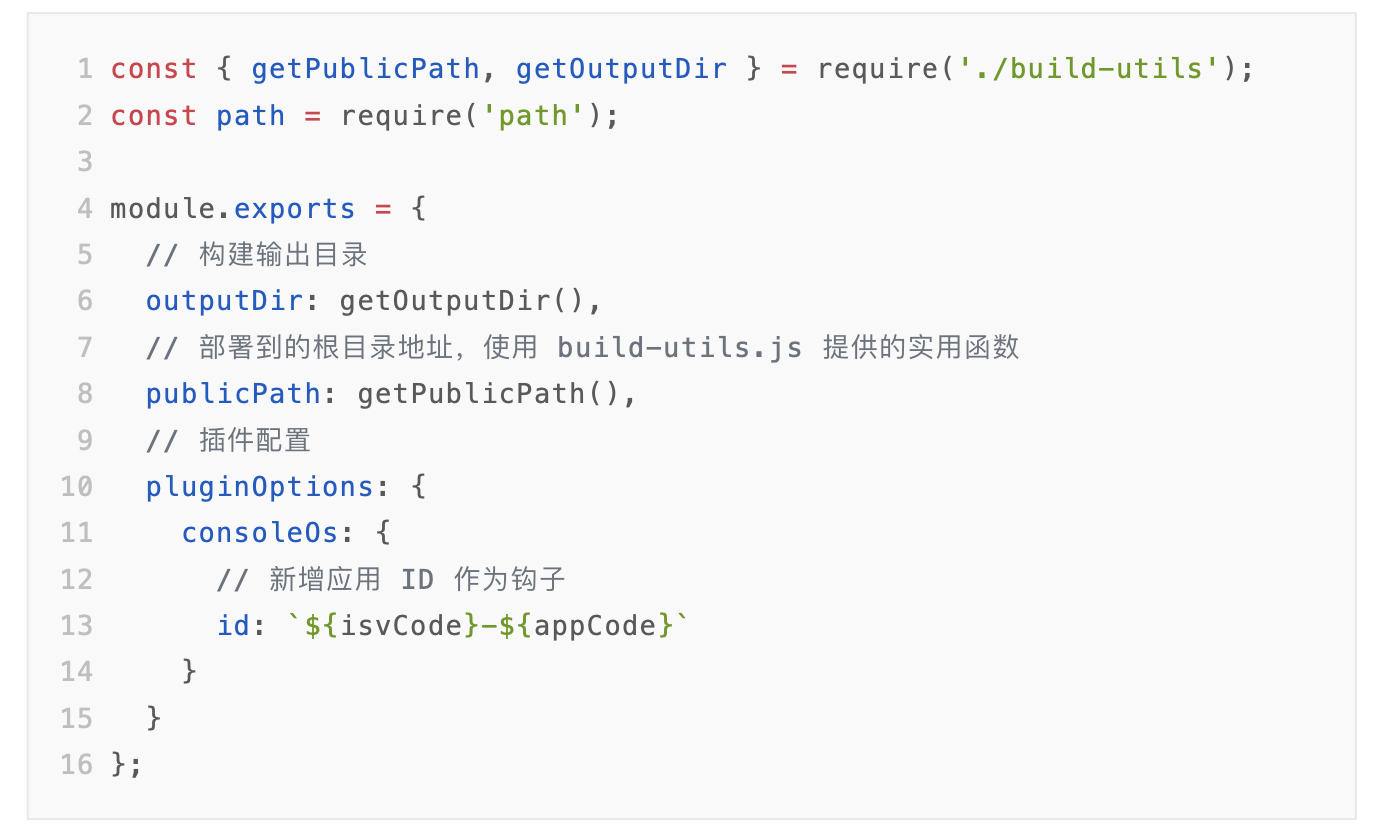 1 const { getPublicPath, getOutputDir } = require('./build-utils');
2 const path = require('path');
3
4 module.exports = {
5   // 构建输出目录
6   outputDir: getOutputDir(),
7   // 部署到的根目录地址，使用 build-utils.js 提供的实用函数
8   publicPath: getPublicPath(),
9   // 插件配置
10   pluginOptions: {
11     consoleOs: {
12       // 新增应用 ID 作为钩子
13       id: `${isvCode}-${appCode}`
14     }
15   }
16 };